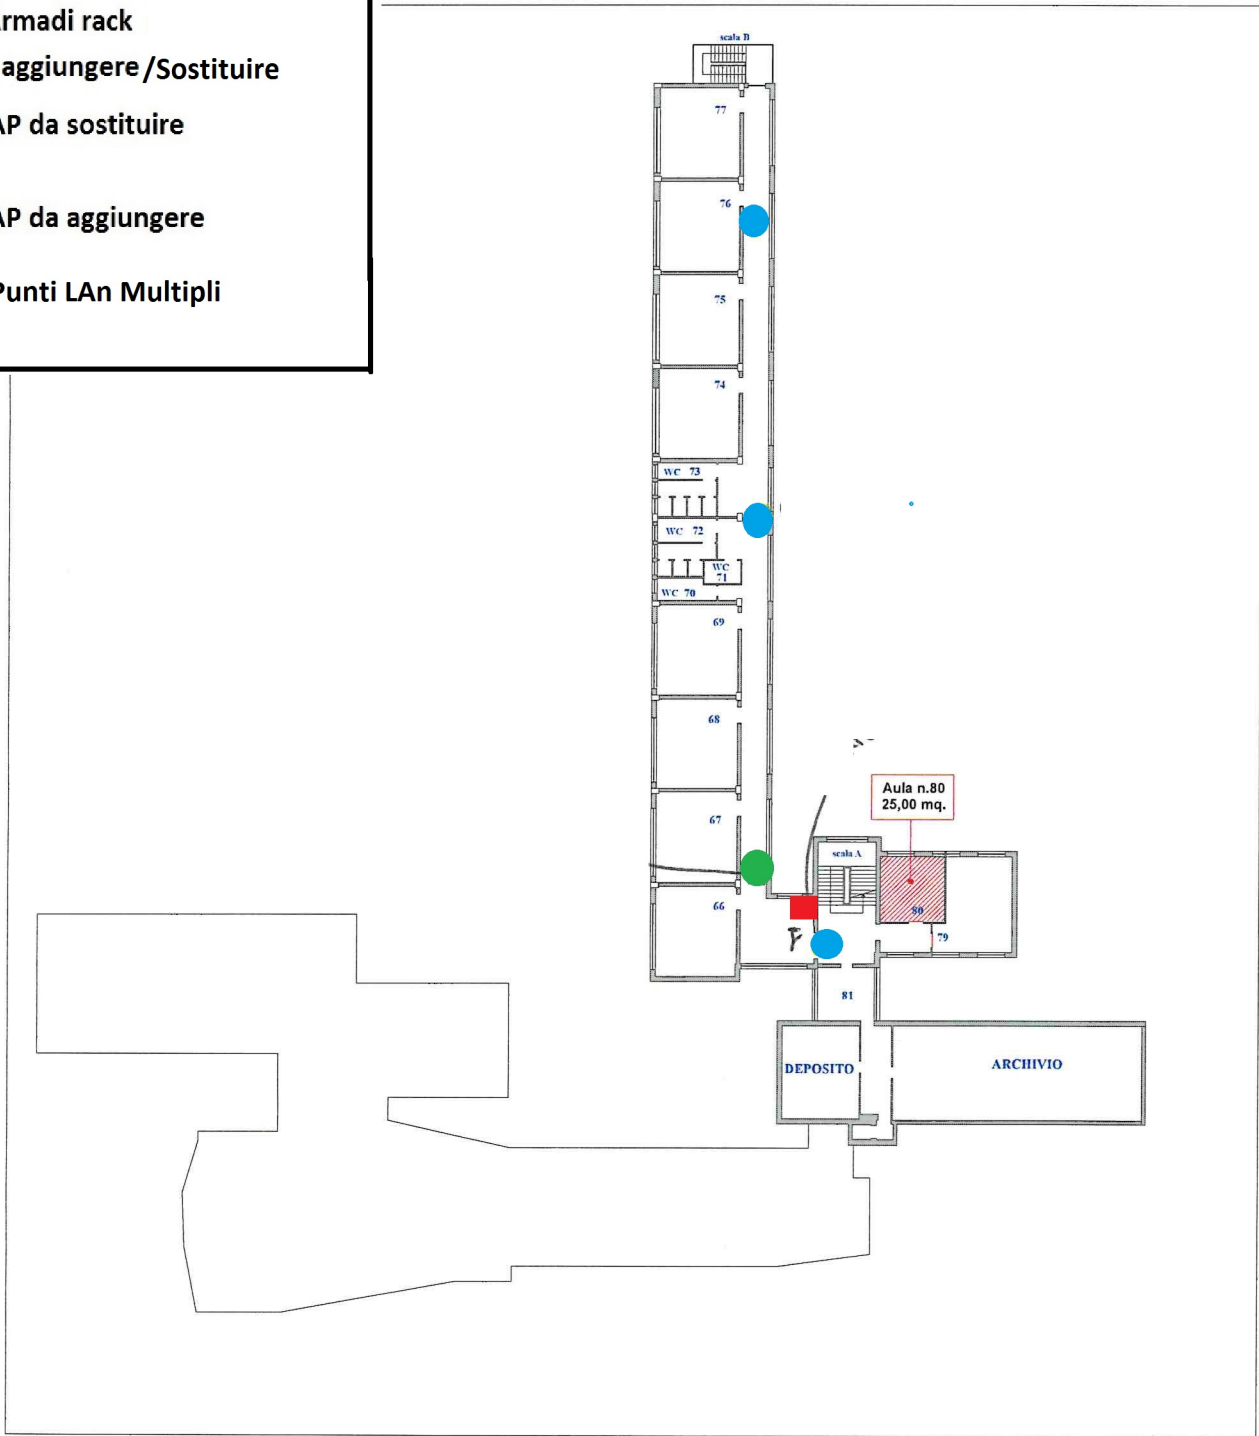 rmadi rack
aggiungere/Sostituire
AP da sostituire
AP da aggiungere
Punti LAn Multipli
scala B
77
76
75
74
WC 73
WC 72
WC
71
WC 70
69
68
67
66
Aula n.80
25,00 mq.
scala A
80
79
81
DEPOSITO
ARCHIVIO